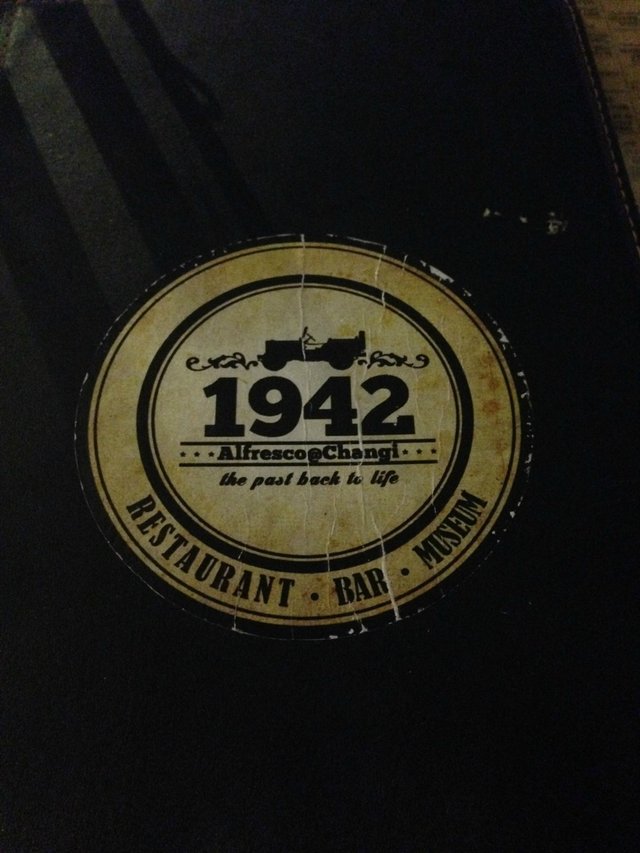 1942
Alfresco@Changi
the past back to life
RESTAURANT · BAR · MUSEUM